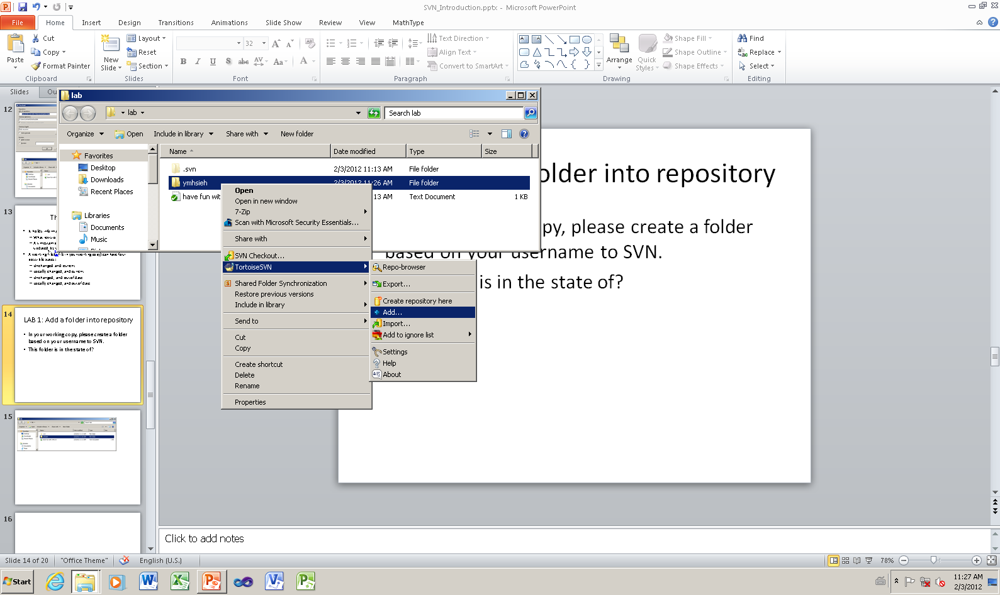 SVN_Introduction.pptx - Microsoft PowerPoint
File Home Insert Design Transitions Animations Slide Show Review View MathType
Paste
Cut
Copy
Format Painter
Clipboard
New Slide
Layout
Reset
Section
Slides
32
Font
Text Direction
Align Text
Convert to SmartArt
Paragraph
Arrange
Quick Styles
Shape Fill
Shape Outline
Shape Effects
Drawing
Find
Replace
Select
Editing
Slides Ou
lab
lab
Search lab
Organize Open Include in library Share with New folder
Favorites
Desktop
Downloads
Recent Places
Libraries
Documents
Music
Name Date modified Type Size
.svn 2/3/2012 11:13 AM File folder
ymhsieh 2/3/2012 11:26 AM File folder
have fun wit 13 AM Text Document 1 KB
Open
Open in new window
7-Zip
Scan with Microsoft Security Essentials...
Share with
SVN Checkout...
TortoiseSVN
Shared Folder Synchronization
Restore previous versions
Include in library
Send to
Cut
Copy
Create shortcut
Delete
Rename
Properties
Repo-browser
Export...
Create repository here
Add...
Import...
Add to ignore list
Settings
Help
About
older into repository
py, please create a folder
based on your username to SVN.
is in the state of?
12
13
14
LAB 1: Add a folder into repository
• In your working copy, please create a folder
based on your username to SVN.
• This folder is in the state of?
15
16
Click to add notes
Slide 14 of 20 "Office Theme" English (U.S.) 78%
Start
11:27 AM
2/3/2012